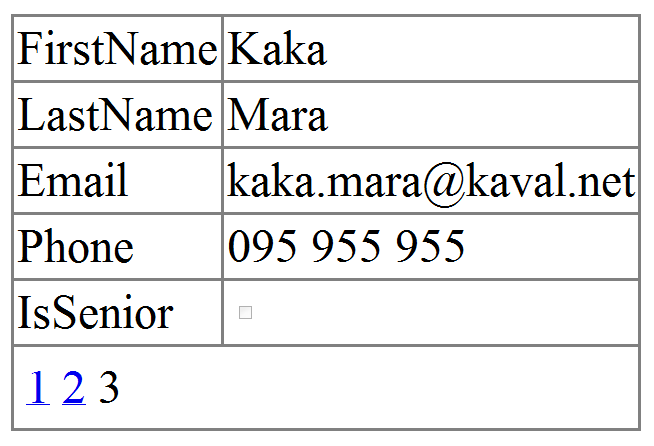 FirstName Kaka
LastName Mara
Email kaka.mara@kaval.net
Phone 095 955 955
IsSenior
1 2 3